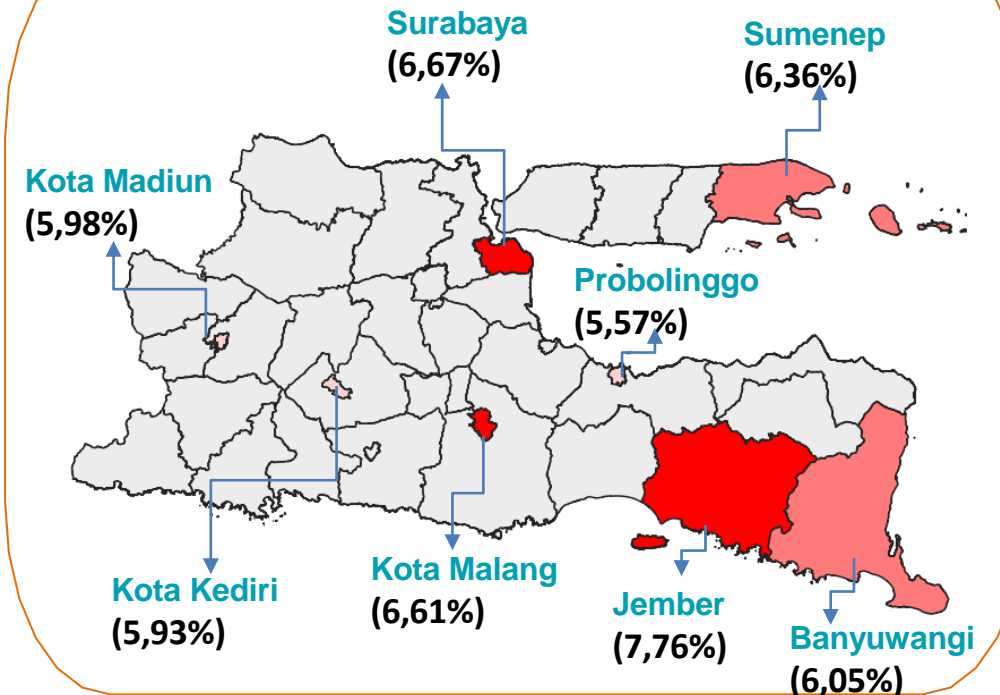 Surabaya
(6,67%)
Sumenep
(6,36%)
Kota Madiun
(5,98%)
Probolinggo
(5,57%)
Kota Kediri
(5,93%)
Kota Malang
(6,61%)
Jember
(7,76%)
Banyuwangi
(6,05%)